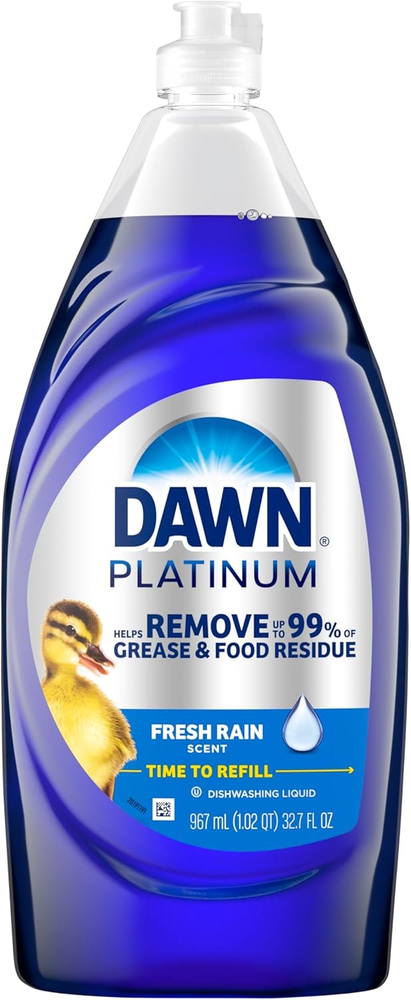 DAWN®
PLATINUM
HELPS REMOVE UP TO 99% OF
GREASE & FOOD RESIDUE
FRESH RAIN
SCENT
TIME TO REFILL
U DISHWASHING LIQUID
967 mL (1.02 QT) 32.7 FL OZ